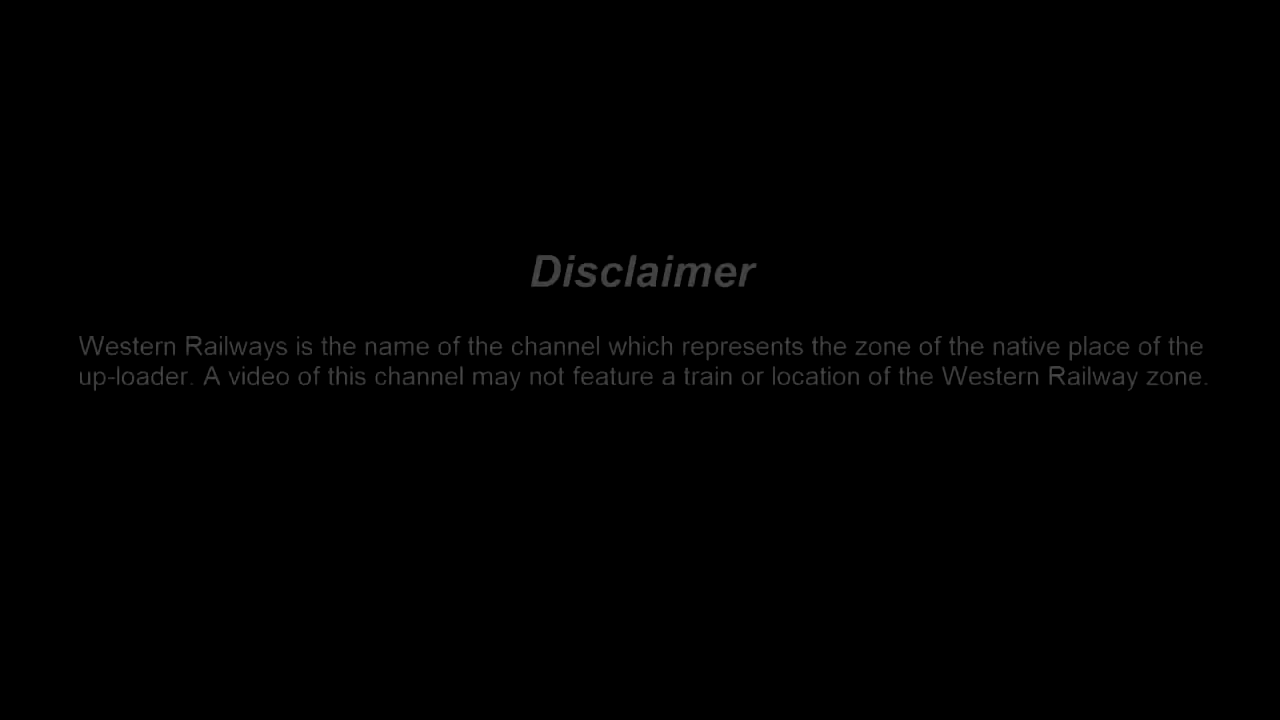 Disclaimer
Western Railways is the name of the channel which represents the zone of the native place of the
up-loader. A video of this channel may not feature a train or location of the Western Railway zone.